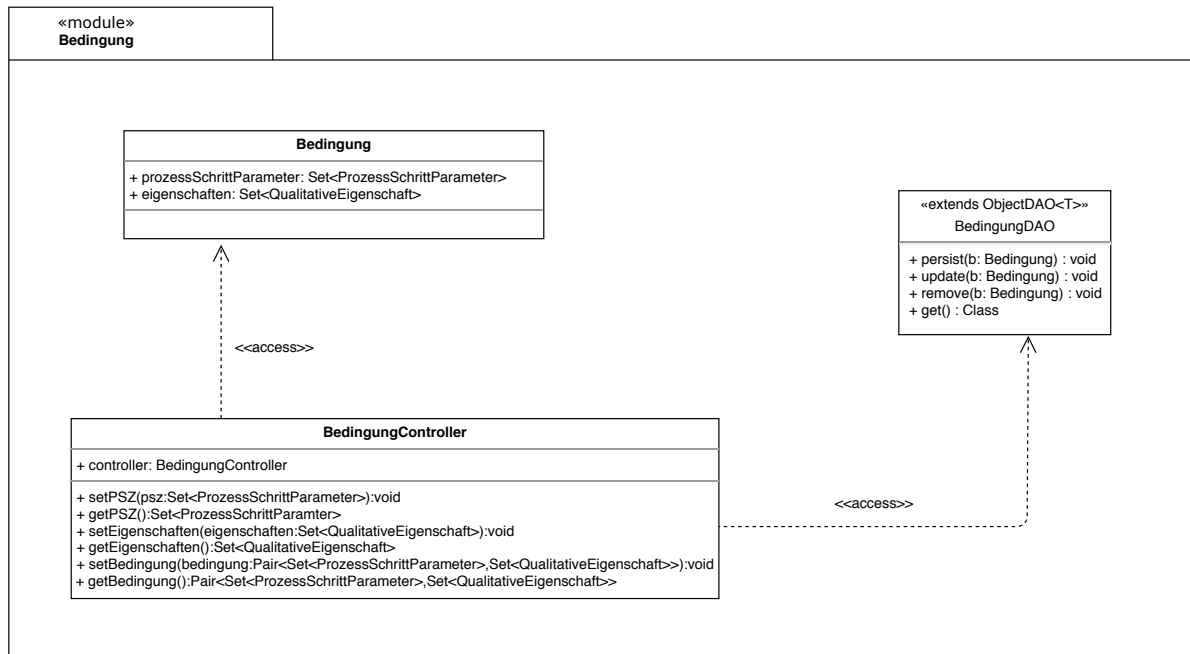 «module»
Bedingung
Bedingung
+ prozessSchrittParameter: Set<ProzessSchrittParameter>
+ eigenschaften: Set<QualitativeEigenschaft>
«extends ObjectDAO<T>»
BedingungDAO
+ persist(b: Bedingung) : void
+ update(b: Bedingung) : void
+ remove(b: Bedingung) : void
+ get() : Class
<<access>>
BedingungController
+ controller: BedingungController
+ setPSZ(psz:Set<ProzessSchrittParameter>):void
+ getPSZ():Set<ProzessSchrittParamter>
+ setEigenschaften(eigenschaften:Set<QualitativeEigenschaft>):void
+ getEigenschaften():Set<QualitativeEigenschaft>
+ setBedingung(bedingung:Pair<Set<ProzessSchrittParameter>,Set<QualitativeEigenschaft>>):void
+ getBedingung():Pair<Set<ProzessSchrittParameter>,Set<QualitativeEigenschaft>>
<<access>>